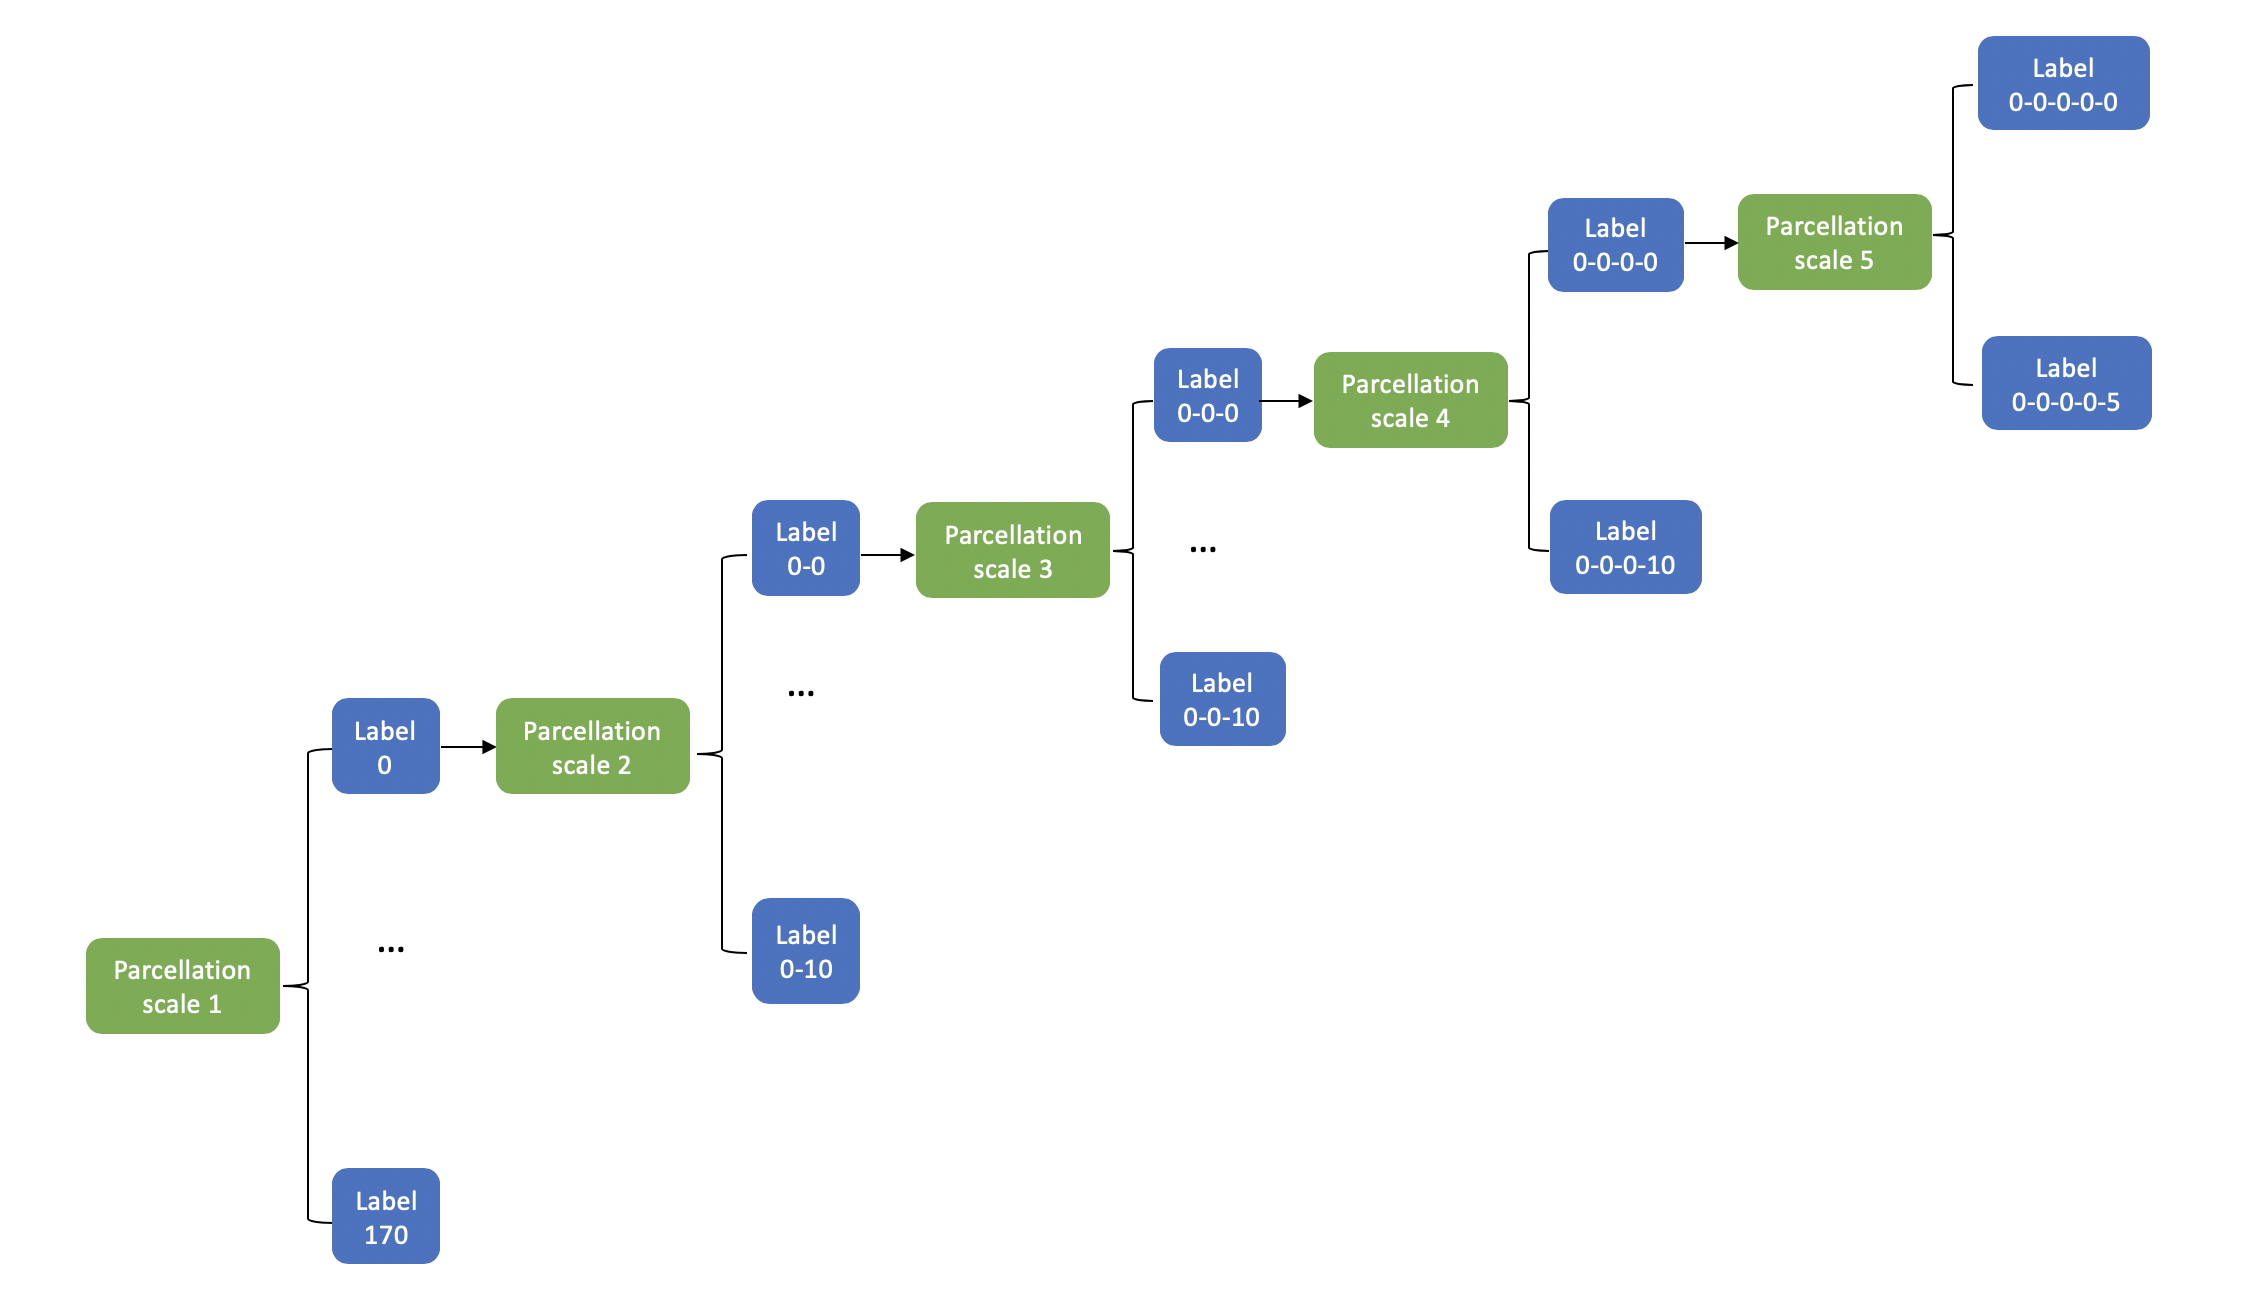 Parcellation
scale 1
Label
0
...
Label
170
Parcellation
scale 2
Label
0-0
...
Label
0-10
Parcellation
scale 3
Label
0-0-0
...
Label
0-0-10
Parcellation
scale 4
Label
0-0-0-0
Label
0-0-0-10
Parcellation
scale 5
Label
0-0-0-0-0
Label
0-0-0-0-5